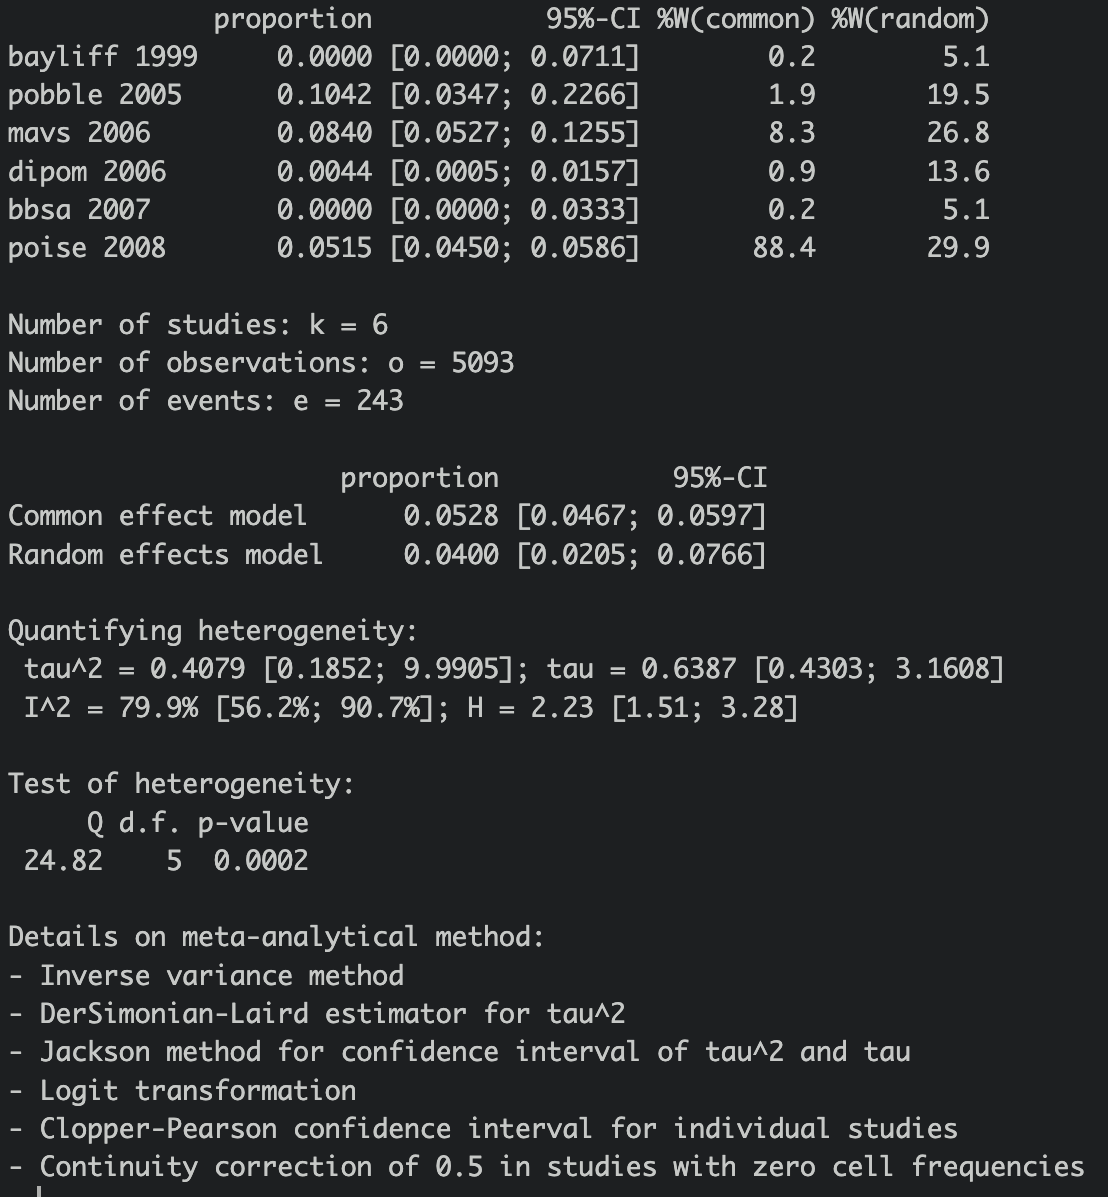 proportion 95%-CI %W(common) %W(random)
bayliff 1999 0.0000 [0.0000; 0.0711] 0.2 5.1
pobble 2005 0.1042 [0.0347; 0.2266] 1.9 19.5
mavs 2006 0.0840 [0.0527; 0.1255] 8.3 26.8
dipom 2006 0.0044 [0.0005; 0.0157] 0.9 13.6
bbsa 2007 0.0000 [0.0000; 0.0333] 0.2 5.1
poise 2008 0.0515 [0.0450; 0.0586] 88.4 29.9
Number of studies: k = 6
Number of observations: o = 5093
Number of events: e = 243
proportion 95%-CI
Common effect model 0.0528 [0.0467; 0.0597]
Random effects model 0.0400 [0.0205; 0.0766]
Quantifying heterogeneity:
tau^2 = 0.4079 [0.1852; 9.9905]; tau = 0.6387 [0.4303; 3.1608]
I^2 = 79.9% [56.2%; 90.7%]; H = 2.23 [1.51; 3.28]
Test of heterogeneity:
Q d.f. p-value
24.82 5 0.0002
Details on meta-analytical method:
- Inverse variance method
- DerSimonian-Laird estimator for tau^2
- Jackson method for confidence interval of tau^2 and tau
- Logit transformation
- Clopper-Pearson confidence interval for individual studies
- Continuity correction of 0.5 in studies with zero cell frequencies